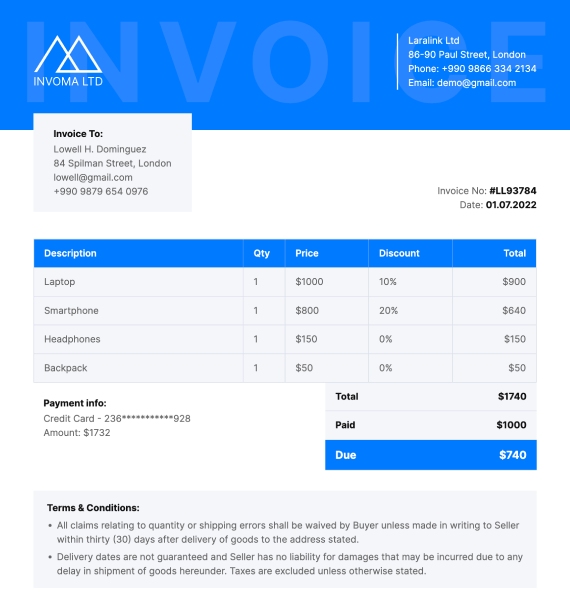 INVOICE
INVOMA LTD
Laralink Ltd
86-90 Paul Street, London
Phone: +990 9866 334 2134
Email: demo@gmail.com
Invoice To:
Lowell H. Dominguez
84 Spilman Street, London
lowell@gmail.com
+990 9879 654 0976
Invoice No: #LL93784
Date: 01.07.2022
Description Qty Price Discount Total
Laptop 1 $1000 10% $900
Smartphone 1 $800 20% $640
Headphones 1 $150 0% $150
Backpack 1 $50 0% $50
Payment info:
Credit Card - 236***********928
Amount: $1732
Total $1740
Paid $1000
Due $740
Terms & Conditions:
• All claims relating to quantity or shipping errors shall be waived by Buyer unless made in writing to Seller
within thirty (30) days after delivery of goods to the address stated.
• Delivery dates are not guaranteed and Seller has no liability for damages that may be incurred due to any
delay in shipment of goods hereunder. Taxes are excluded unless otherwise stated.